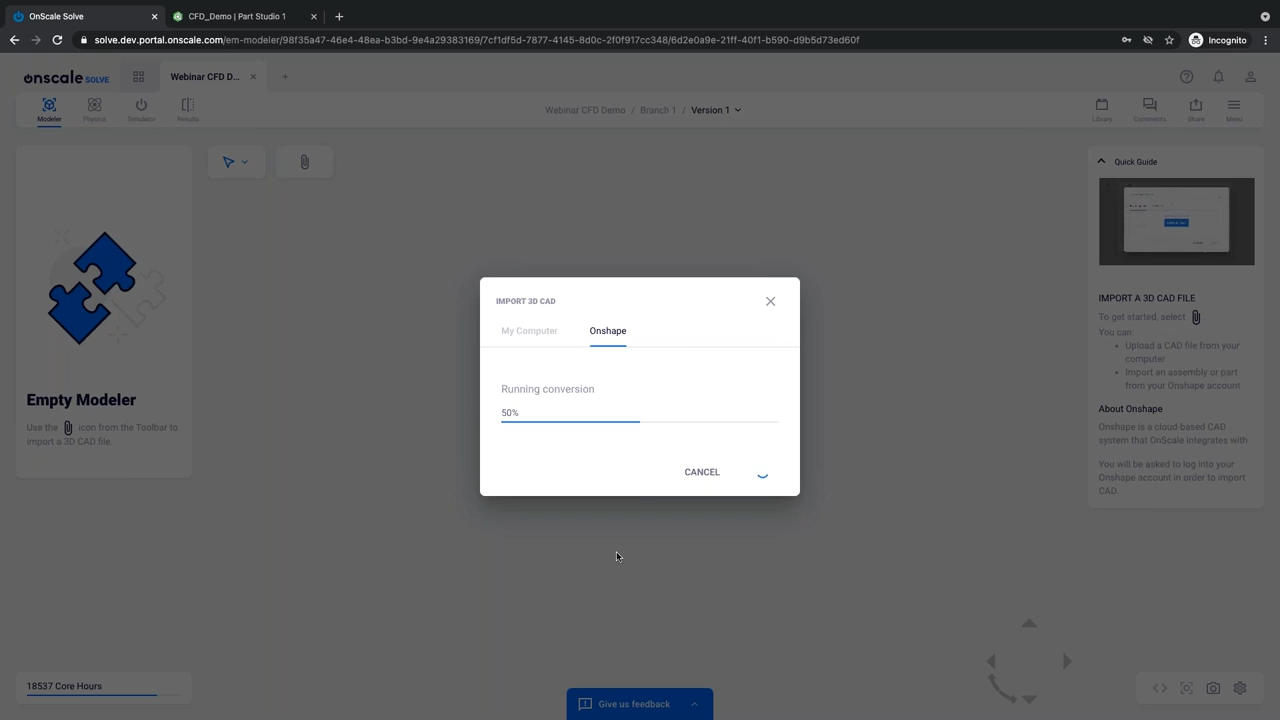 OnScale Solve
CFD_Demo | Part Studio 1
solve.dev.portal.onscale.com/em-modeler/98f35a47-46e4-48ea-b3bd-9e4a29383169/7cf1df5d-7877-4145-8d0c-2f0f917cc348/6d2e0a9e-21ff-40f1-b590-d9b5d73ed60f
Incognito
onscale SOLVE
Webinar CFD D...
Modeler
Physics
Simulator
Results
Webinar CFD Demo / Branch 1 / Version 1
Library
Comments
Share
Menu
Empty Modeler
Use the icon from the Toolbar to
import a 3D CAD file.
IMPORT 3D CAD
My Computer
Onshape
Running conversion
50%
CANCEL
Quick Guide
IMPORT A 3D CAD FILE
To get started, select
You can:
• Upload a CAD file from your
computer
• Import an assembly or part
from your Onshape account
About Onshape
Onshape is a cloud-based CAD
system that OnScale integrates with
You will be asked to log into your
Onshape account in order to import
CAD.
18537 Core Hours
Give us feedback